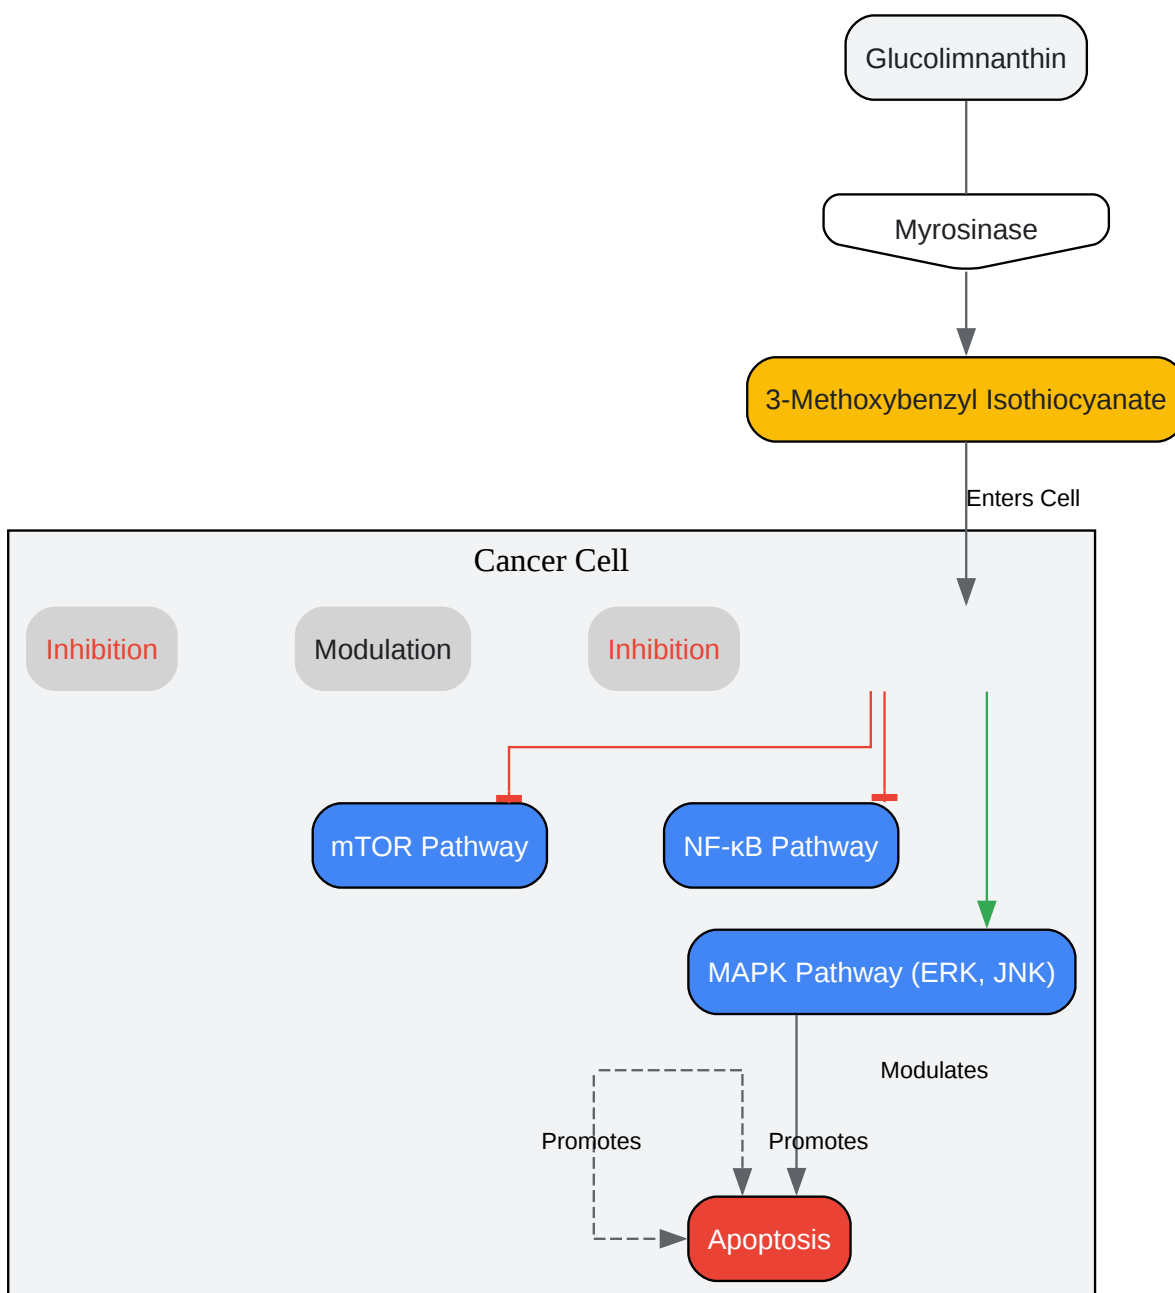 Glucolimnanthin
Myrosinase
3-Methoxybenzyl Isothiocyanate
Enters Cell
Cancer Cell
Inhibition
Modulation
Inhibition
mTOR Pathway
NF-κB Pathway
MAPK Pathway (ERK, JNK)
Modulates
Promotes
Promotes
Apoptosis